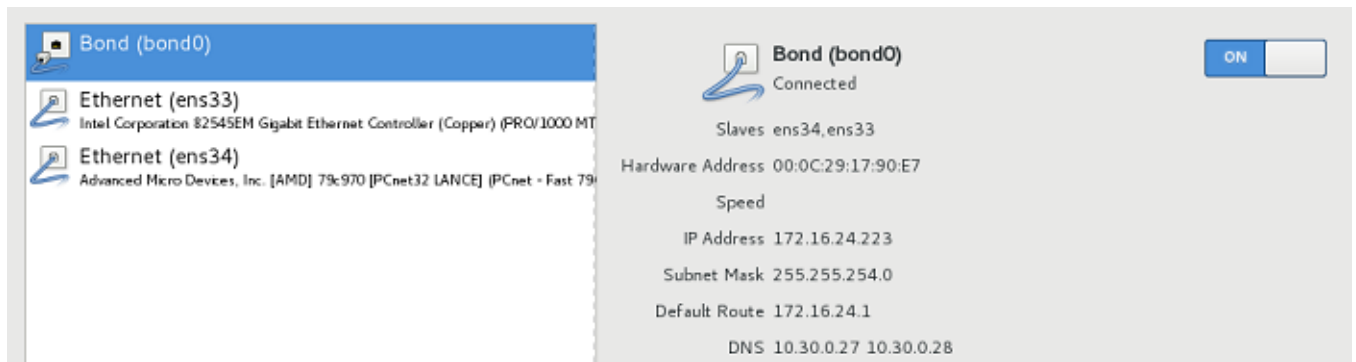 Bond (bond0)
Ethernet (ens33)
Intel Corporation 82545EM Gigabit Ethernet Controller (Copper) (PRO/1000 MT
Ethernet (ens34)
Advanced Micro Devices, Inc. [AMD] 79c970 [PCnet32 LANCE] (PCnet - Fast 79
Bond (bond0)
ON
Connected
Slaves ens34,ens33
Hardware Address 00:0C:29:17:90:E7
Speed
IP Address 172.16.24.223
Subnet Mask 255.255.254.0
Default Route 172.16.24.1
DNS 10.30.0.27 10.30.0.28